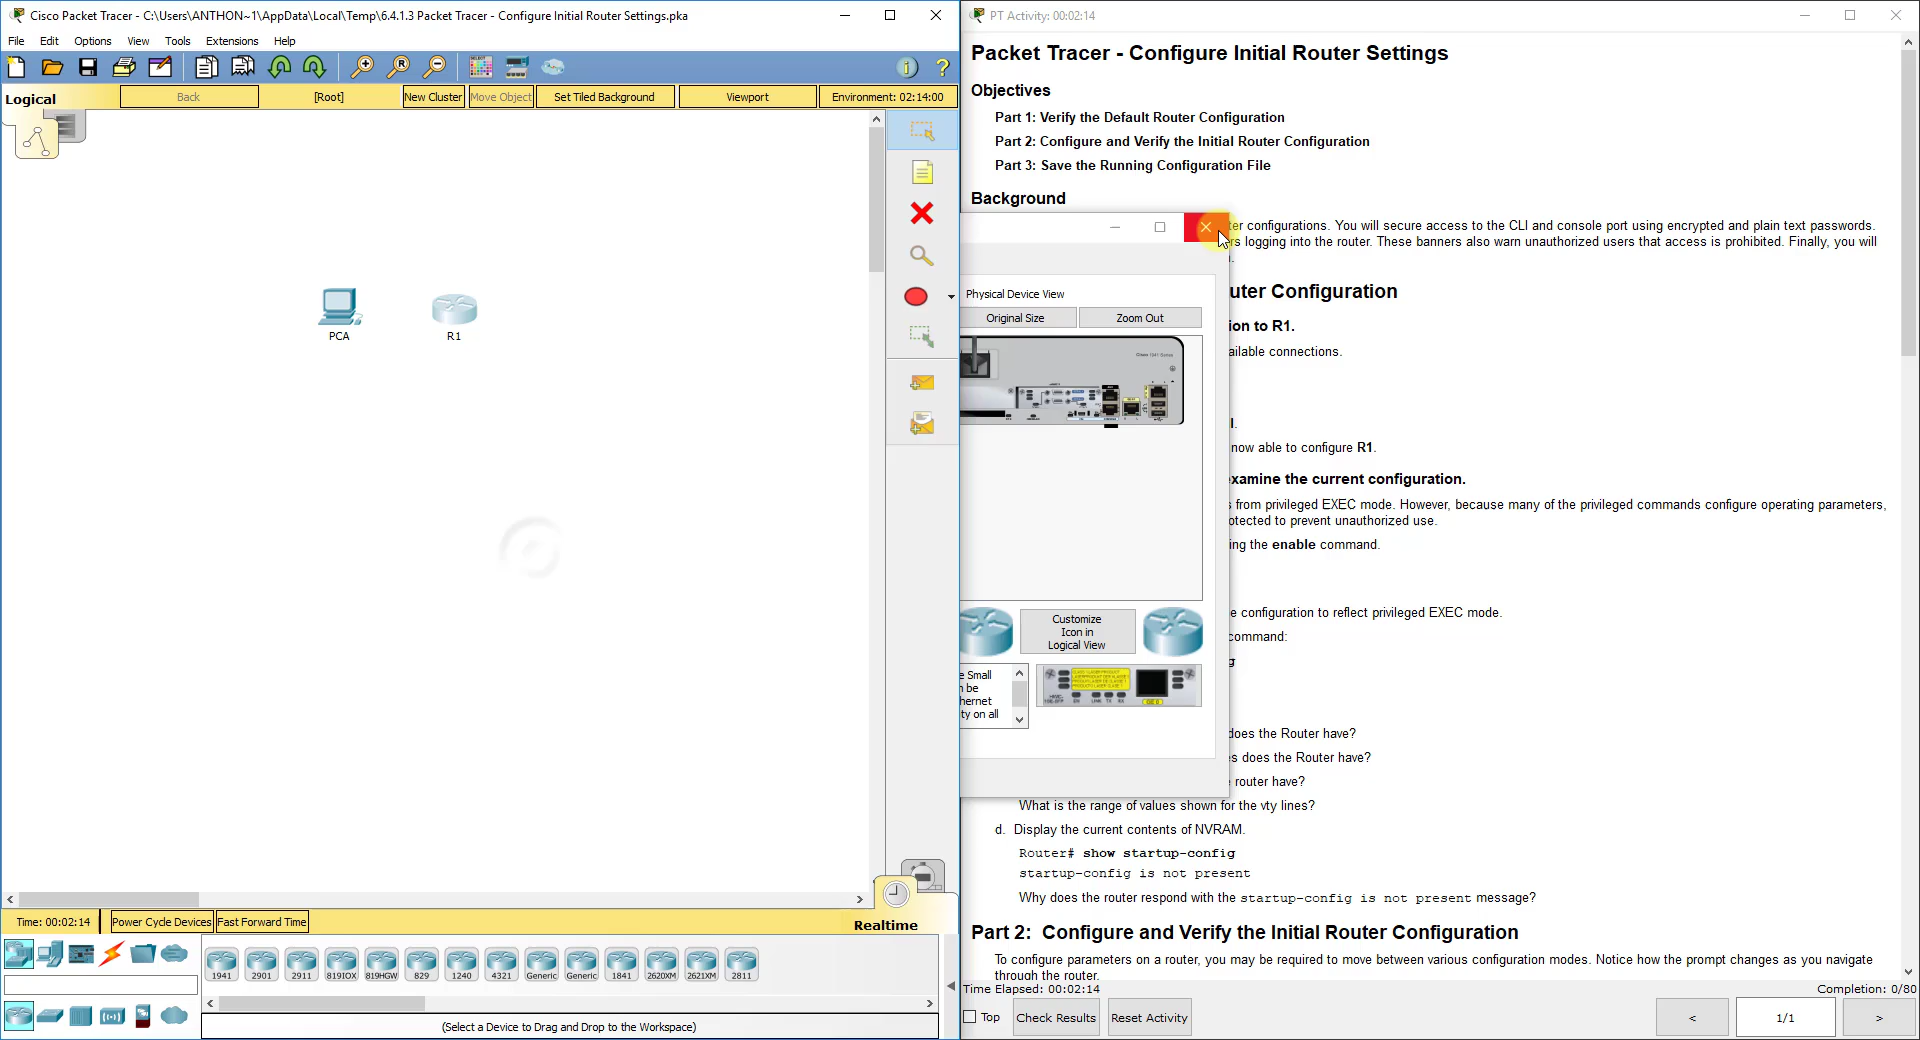 Cisco Packet Tracer - C:\Users\ANTHON~1\AppData\Local\Temp\6.4.1.3 Packet Tracer - Configure Initial Router Settings.pka
File Edit Options View Tools Extensions Help
Logical
Back
[Root]
New Cluster
Move Object
Set Tiled Background
Viewport
Environment: 02:14:00
PCA
R1
Realtime
Time: 00:02:14
Power Cycle Devices
Fast Forward Time
1941 2901 2911 819IOX 819HGW 829 1240 4321 Generic Generic 1841 2620XM 2621XM 2811
(Select a Device to Drag and Drop to the Workspace)
PT Activity: 00:02:14
Packet Tracer - Configure Initial Router Settings
Objectives
Part 1: Verify the Default Router Configuration
Part 2: Configure and Verify the Initial Router Configuration
Part 3: Save the Running Configuration File
Background
ter configurations. You will secure access to the CLI and console port using encrypted and plain text passwords.
rs logging into the router. These banners also warn unauthorized users that access is prohibited. Finally, you will
Physical Device View
Original Size
Zoom Out
Customize
Icon in
Logical View
e Small
n be
hernet
ty on all
uter Configuration
ion to R1.
ailable connections.
l.
now able to configure R1.
examine the current configuration.
s from privileged EXEC mode. However, because many of the privileged commands configure operating parameters,
otected to prevent unauthorized use.
ing the enable command.
e configuration to reflect privileged EXEC mode.
command:
g
does the Router have?
s does the Router have?
router have?
What is the range of values shown for the vty lines?
d. Display the current contents of NVRAM.
Router# show startup-config
startup-config is not present
Why does the router respond with the startup-config is not present message?
Part 2: Configure and Verify the Initial Router Configuration
To configure parameters on a router, you may be required to move between various configuration modes. Notice how the prompt changes as you navigate
through the router.
Time Elapsed: 00:02:14
Completion: 0/80
Top
Check Results
Reset Activity
<
1/1
>